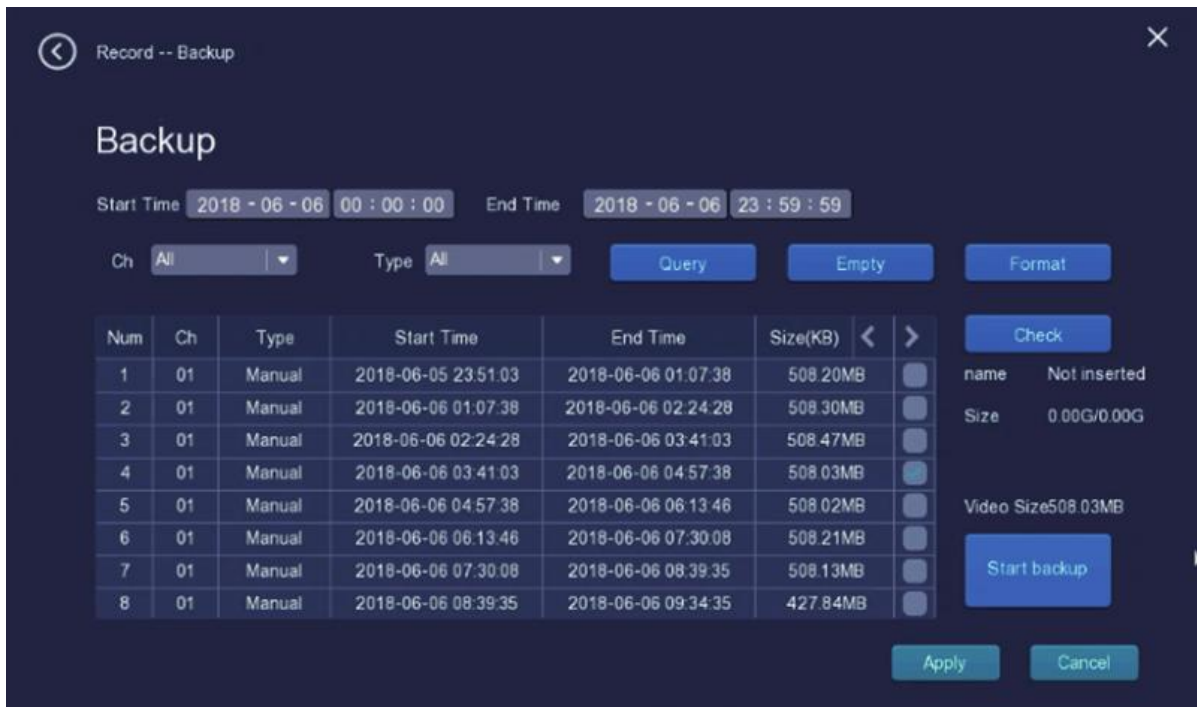 Record -- Backup
Backup
Start Time 2018 - 06 - 06 00 : 00 : 00 End Time 2018 - 06 - 06 23 : 59 : 59
Ch All Type All Query Empty Format
Num Ch Type Start Time End Time Size(KB) < > Check
1 01 Manual 2018-06-05 23:51:03 2018-06-06 01:07:38 508.20MB name Not inserted
2 01 Manual 2018-06-06 01:07:38 2018-06-06 02:24:28 508.30MB Size 0.00G/0.00G
3 01 Manual 2018-06-06 02:24:28 2018-06-06 03:41:03 508.47MB
4 01 Manual 2018-06-06 03:41:03 2018-06-06 04:57:38 508.03MB
5 01 Manual 2018-06-06 04:57:38 2018-06-06 06:13:46 508.02MB Video Size508.03MB
6 01 Manual 2018-06-06 06:13:46 2018-06-06 07:30:08 508.21MB
7 01 Manual 2018-06-06 07:30:08 2018-06-06 08:39:35 508.13MB Start backup
8 01 Manual 2018-06-06 08:39:35 2018-06-06 09:34:35 427.84MB
Apply Cancel